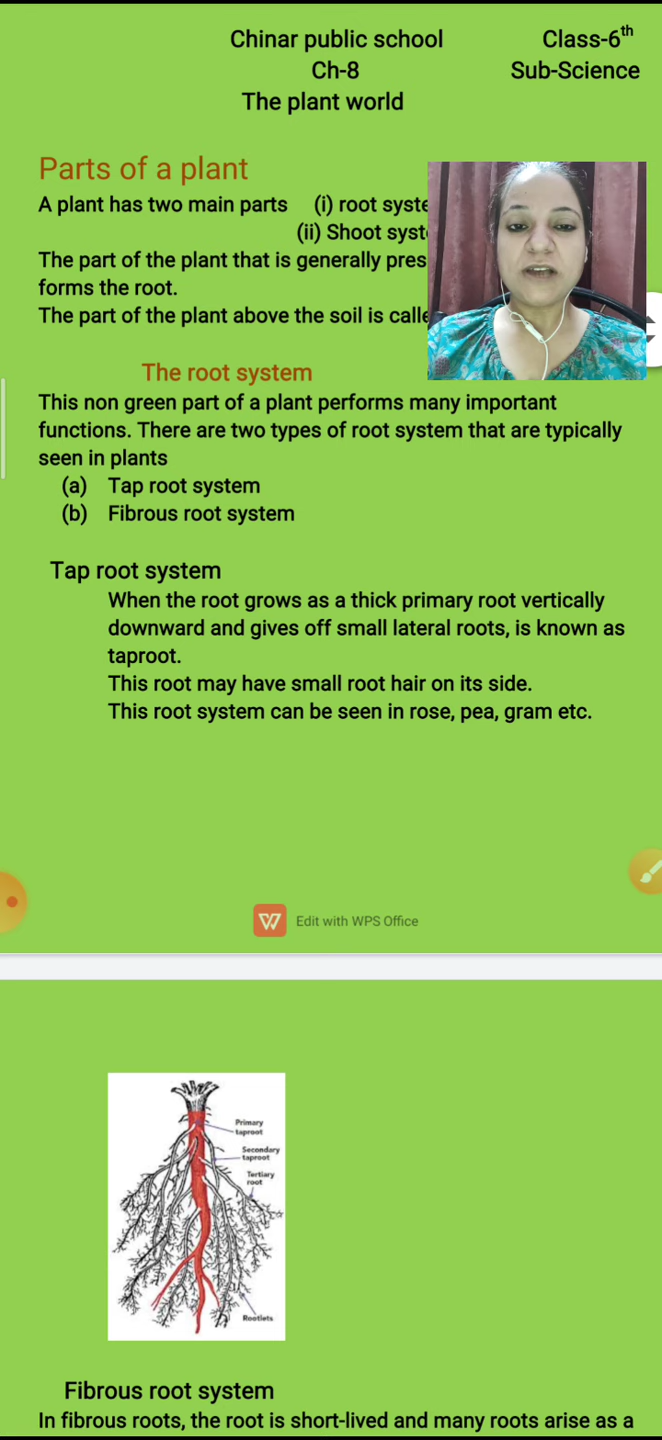 Chinar public school Class-6th
Ch-8 Sub-Science
The plant world
Parts of a plant
A plant has two main parts (i) root syste
(ii) Shoot syst
The part of the plant that is generally pres
forms the root.
The part of the plant above the soil is calle
The root system
This non green part of a plant performs many important
functions. There are two types of root system that are typically
seen in plants
(a) Tap root system
(b) Fibrous root system
Tap root system
When the root grows as a thick primary root vertically
downward and gives off small lateral roots, is known as
taproot.
This root may have small root hair on its side.
This root system can be seen in rose, pea, gram etc.
Edit with WPS Office
Primary
taproot
Secondary
taproot
Tertiary
root
Rootlets
Fibrous root system
In fibrous roots, the root is short-lived and many roots arise as a